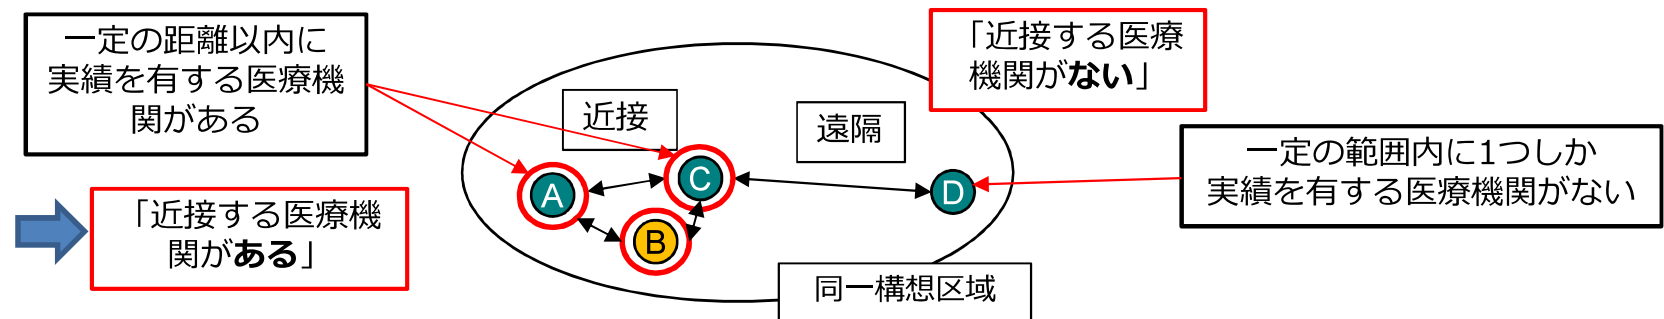 一定の距離以内に
実績を有する医療機
関がある
「近接する医療機
関がある」
近接
遠隔
A
C
B
D
同一構想区域
「近接する医療
機関がない」
一定の範囲内に1つしか
実績を有する医療機関がない